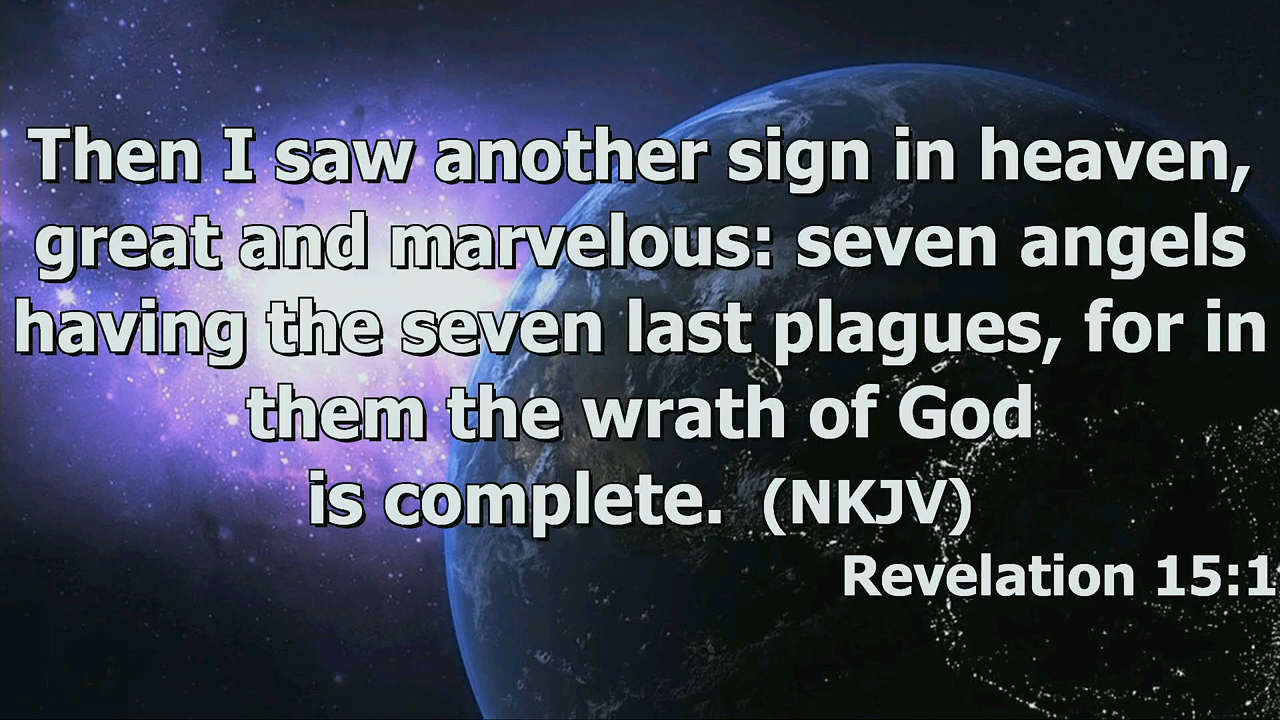 Then I saw another sign in heaven,
great and marvelous: seven angels
having the seven last plagues, for in
them the wrath of God
is complete. (NKJV)
Revelation 15:1